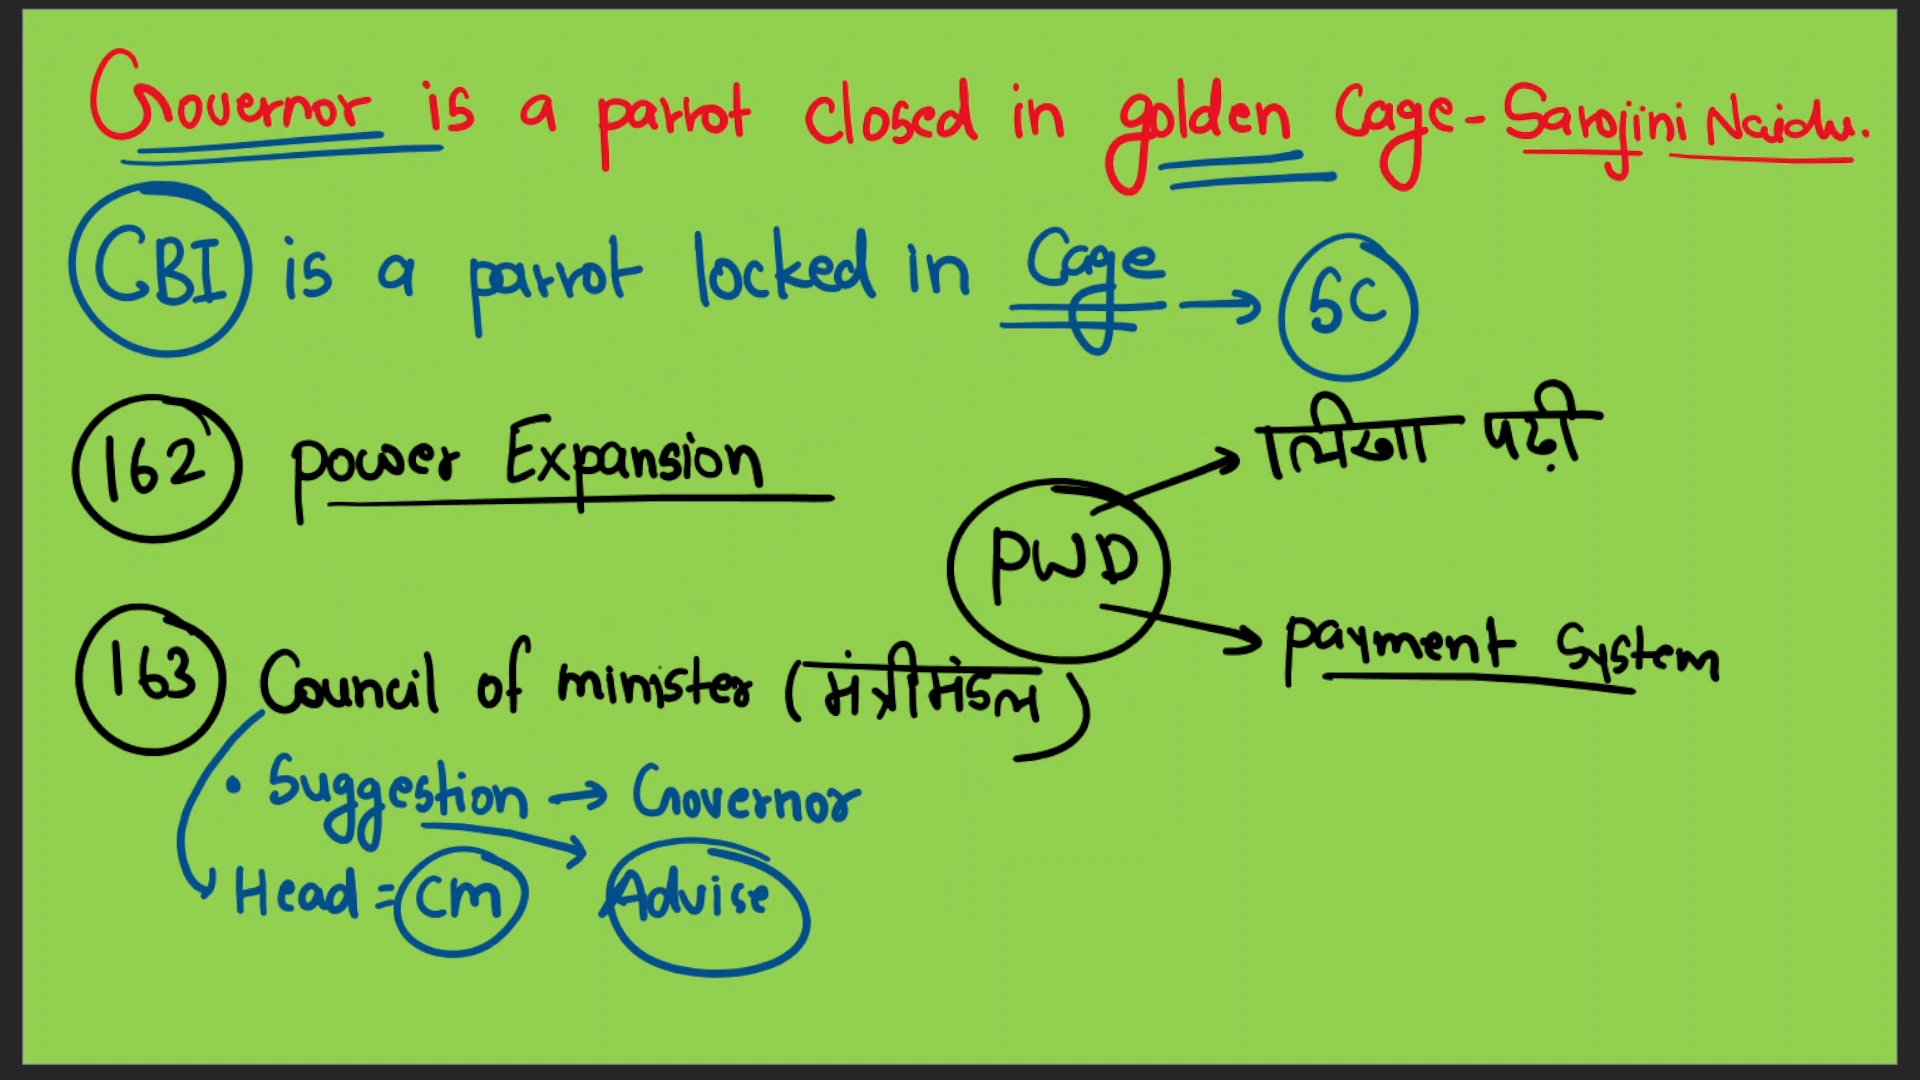 Governor is a parrot closed in golden Cage - Sarojini Naidu.
CBI is a parrot locked in Cage → SC
162 power Expansion
PWD → लिखा पढ़ी
→ payment System
163 Council of minister (मंत्रीमंडल)
• Suggestion → Governor
Head = CM Advise